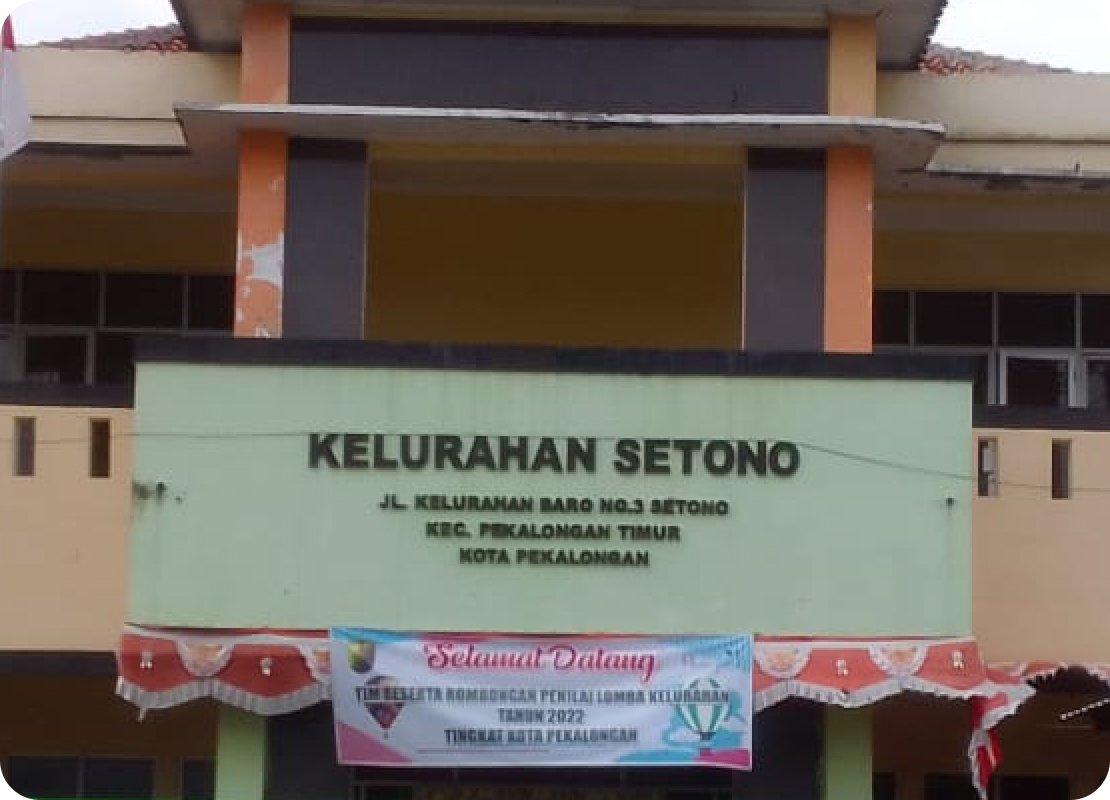 KELURAHAN SETONO
JL. KELURAHAN BARO NO.3 SETONO
KEC. PEKALONGAN TIMUR
KOTA PEKALONGAN
Selamat Datang
TIM BESERTA ROMBONGAN PENILAI LOMBA KELURAHAN
TAHUN 2022
TINGKAT KOTA PEKALONGAN